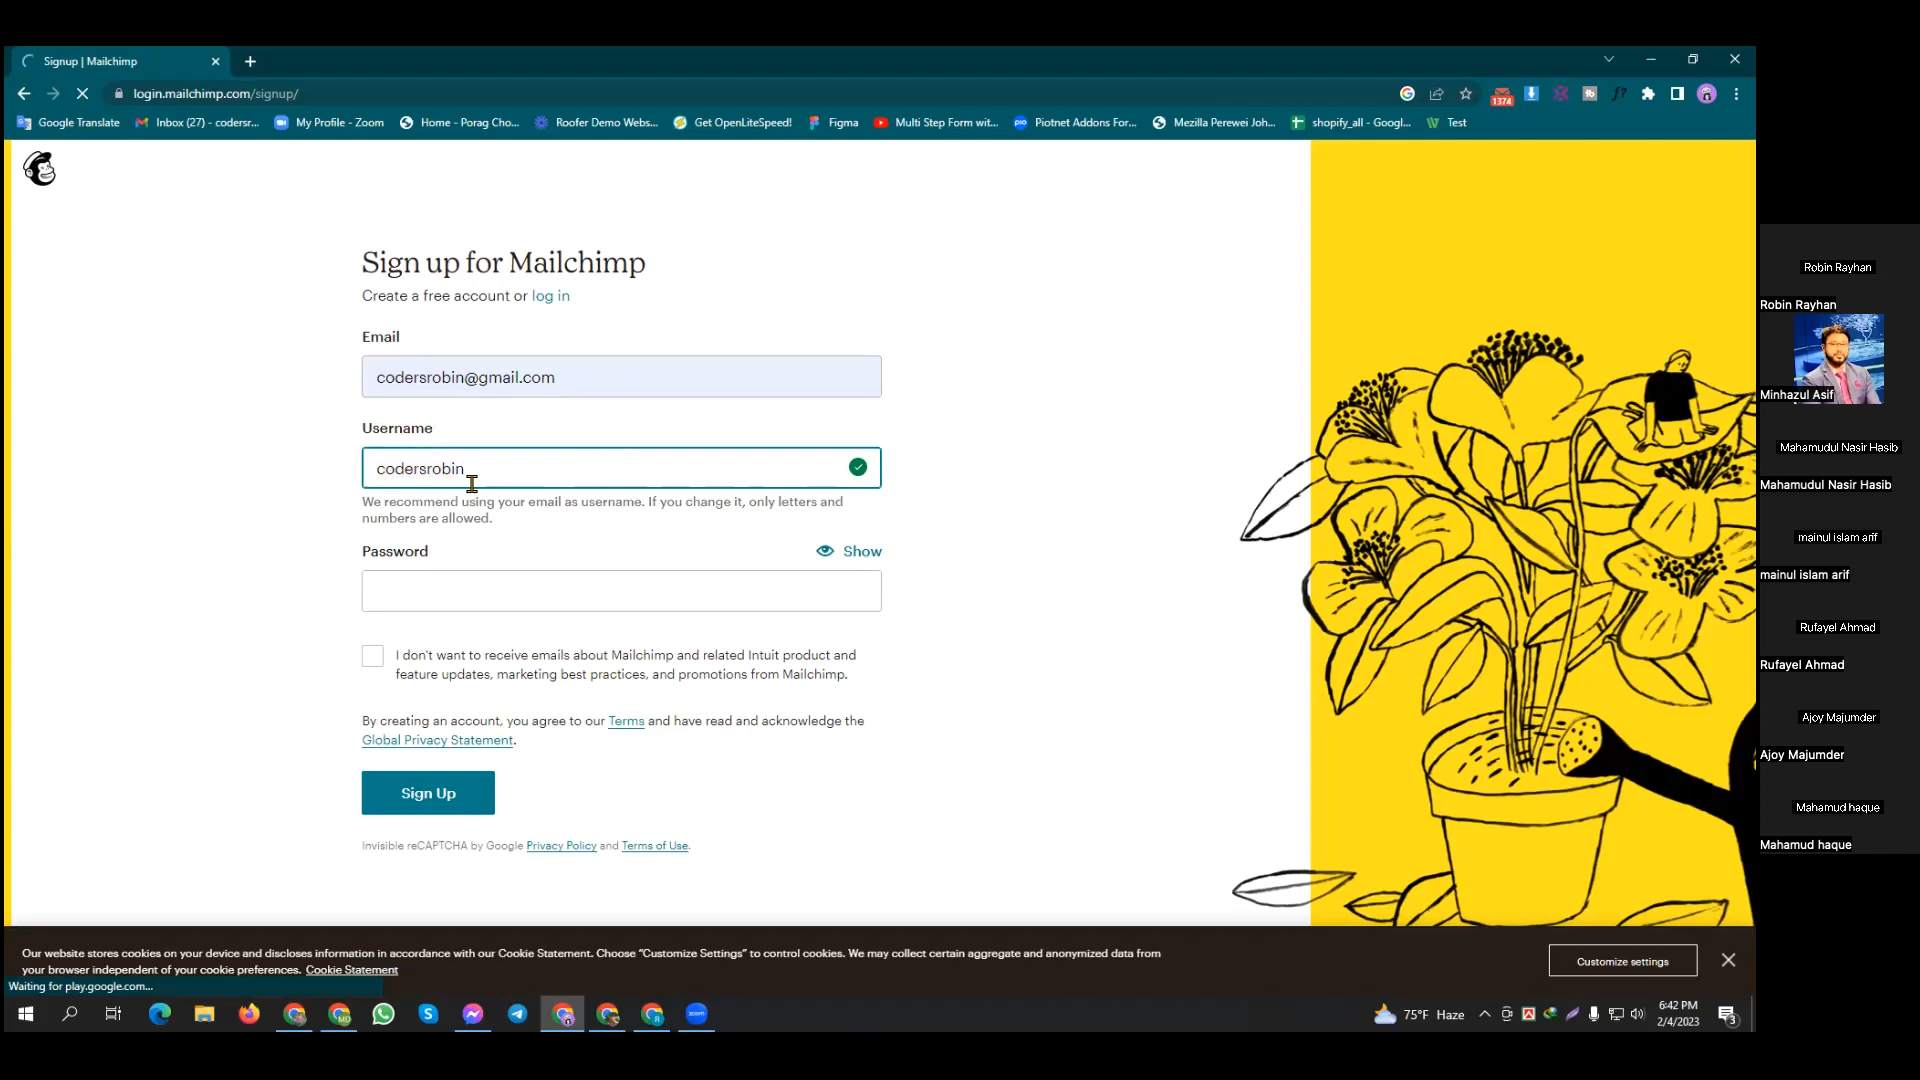 Signup | Mailchimp
login.mailchimp.com/signup/
1374
Google Translate
Inbox (27) - codersr...
My Profile - Zoom
Home - Porag Cho...
Roofer Demo Webs...
Get OpenLiteSpeed!
Figma
Multi Step Form wit...
Piotnet Addons For...
Mezilla Perewei Joh...
shopify_all - Googl...
Test
Sign up for Mailchimp
Create a free account or log in
Email
codersrobin@gmail.com
Username
codersrobin
We recommend using your email as username. If you change it, only letters and
numbers are allowed.
Password
Show
I don't want to receive emails about Mailchimp and related Intuit product and
feature updates, marketing best practices, and promotions from Mailchimp.
By creating an account, you agree to our Terms and have read and acknowledge the
Global Privacy Statement.
Sign Up
Invisible reCAPTCHA by Google Privacy Policy and Terms of Use.
Our website stores cookies on your device and discloses information in accordance with our Cookie Statement. Choose “Customize Settings” to control cookies. We may collect certain aggregate and anonymized data from
your browser independent of your cookie preferences. Cookie Statement
Customize settings
Waiting for play.google.com...
zoom
75°F Haze
6:42 PM
2/4/2023
3
Robin Rayhan
Robin Rayhan
Minhazul Asif
Mahamudul Nasir Hasib
Mahamudul Nasir Hasib
mainul islam arif
mainul islam arif
Rufayel Ahmad
Rufayel Ahmad
Ajoy Majumder
Ajoy Majumder
Mahamud haque
Mahamud haque